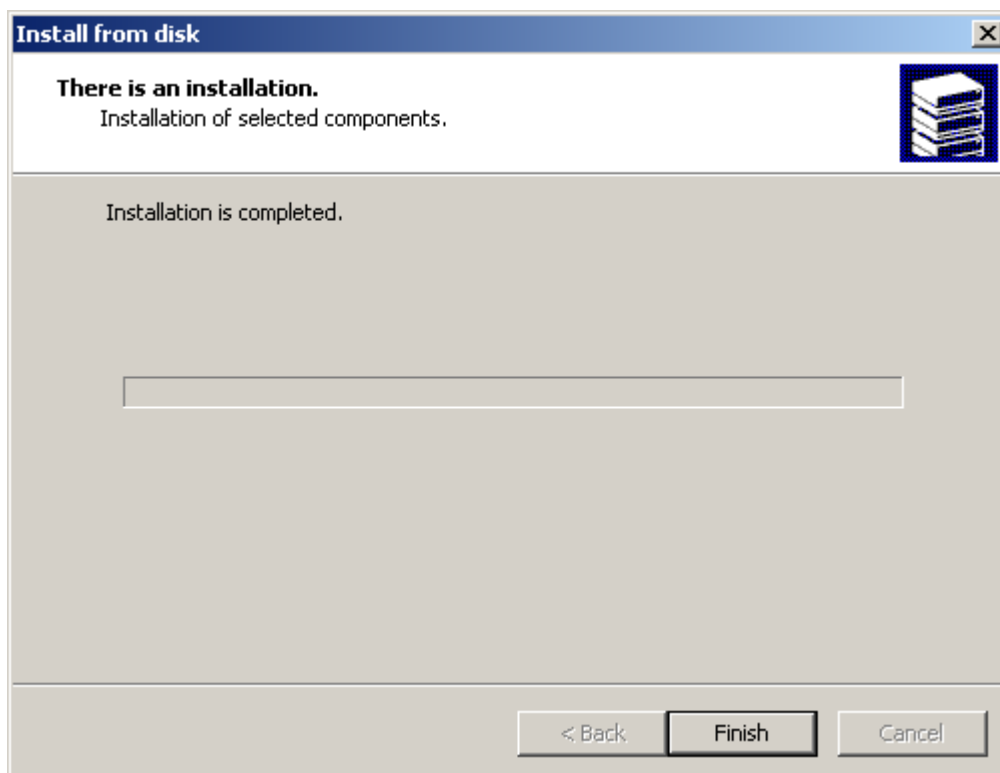 Install from disk
There is an installation.
Installation of selected components.
Installation is completed.
< Back
Finish
Cancel